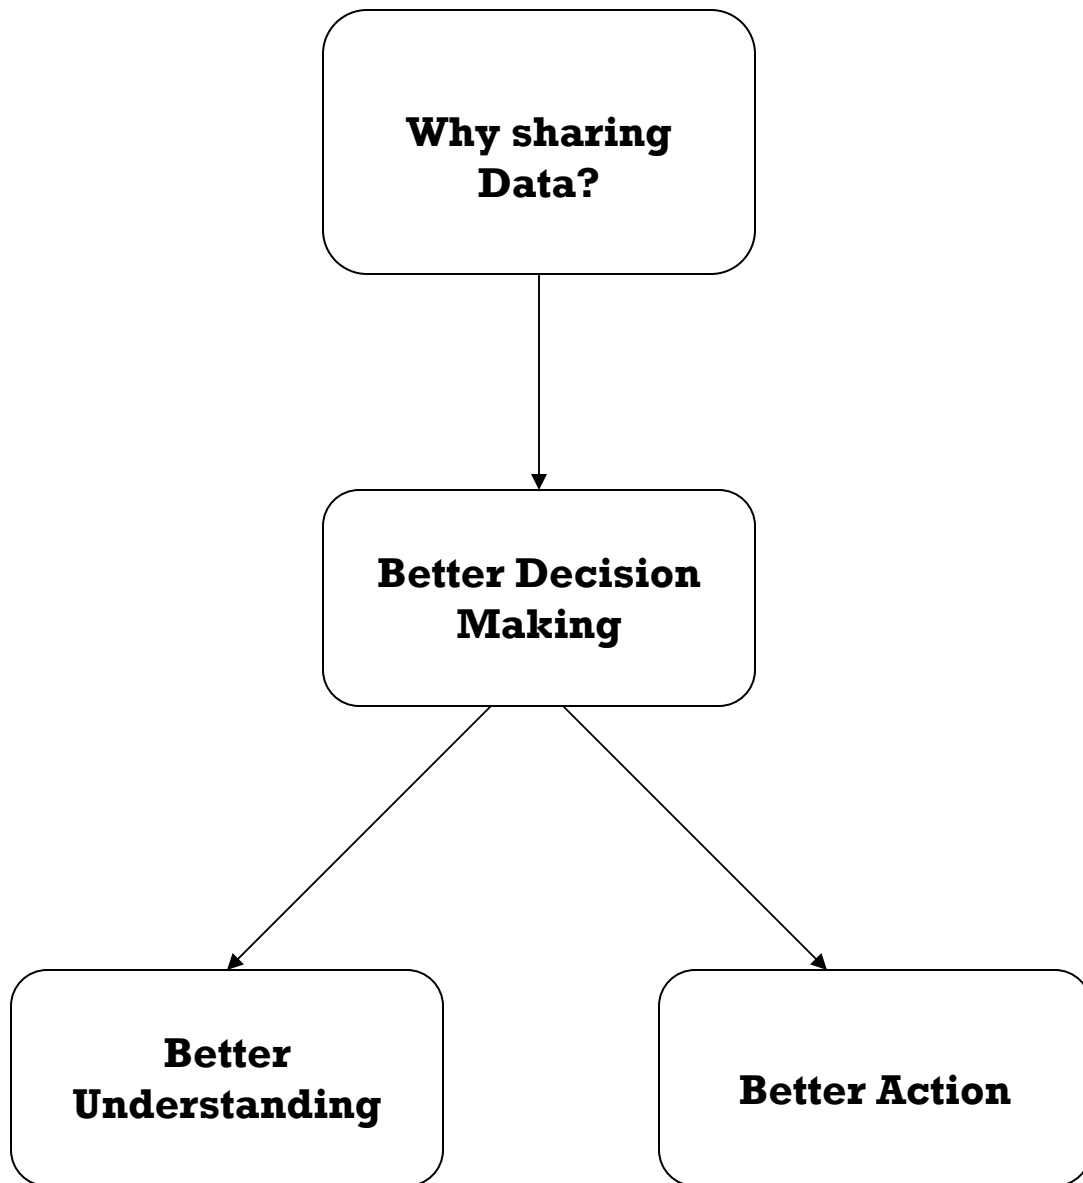 Why sharing
Data?
Better Decision
Making
Better
Understanding
Better Action